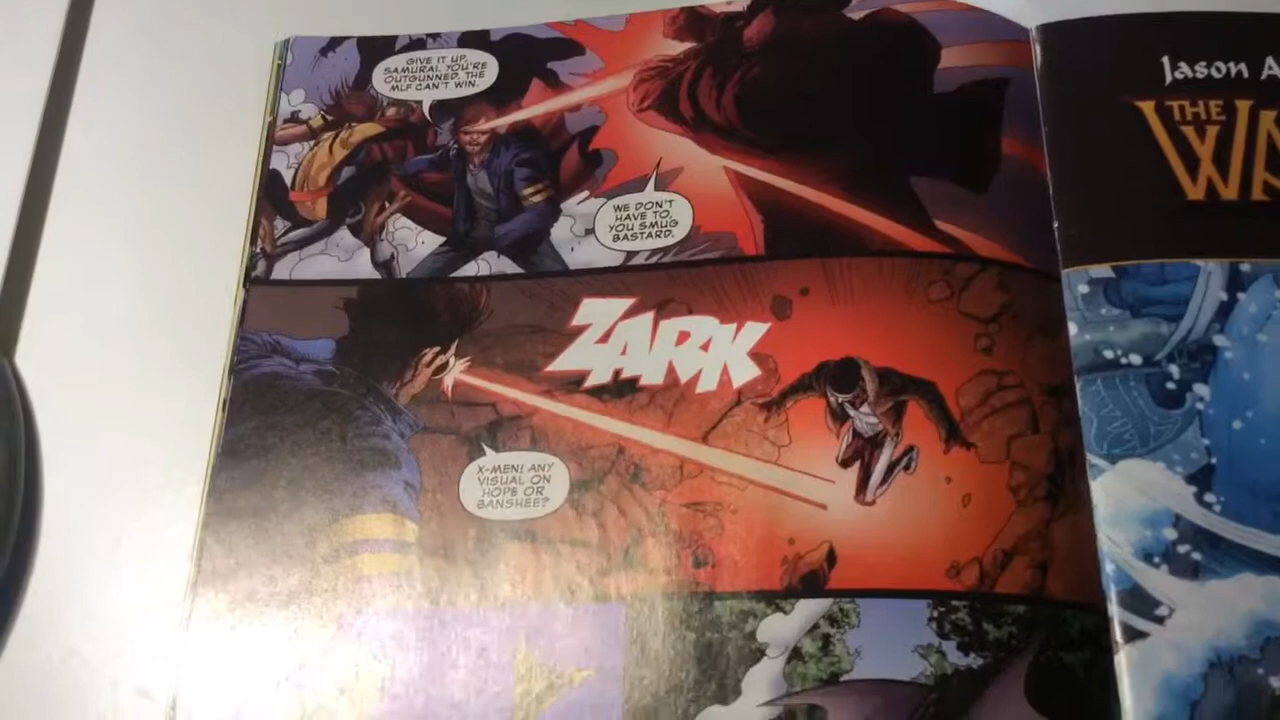 GIVE IT UP,
SAMURAI. YOU'RE
OUTGUNNED. THE
MLF CAN'T WIN.
WE DON'T
HAVE TO,
YOU SMUG
BASTARD.
ZARK
X-MEN! ANY
VISUAL ON
HOPE OR
BANSHEE?
Jason A
THE
WA